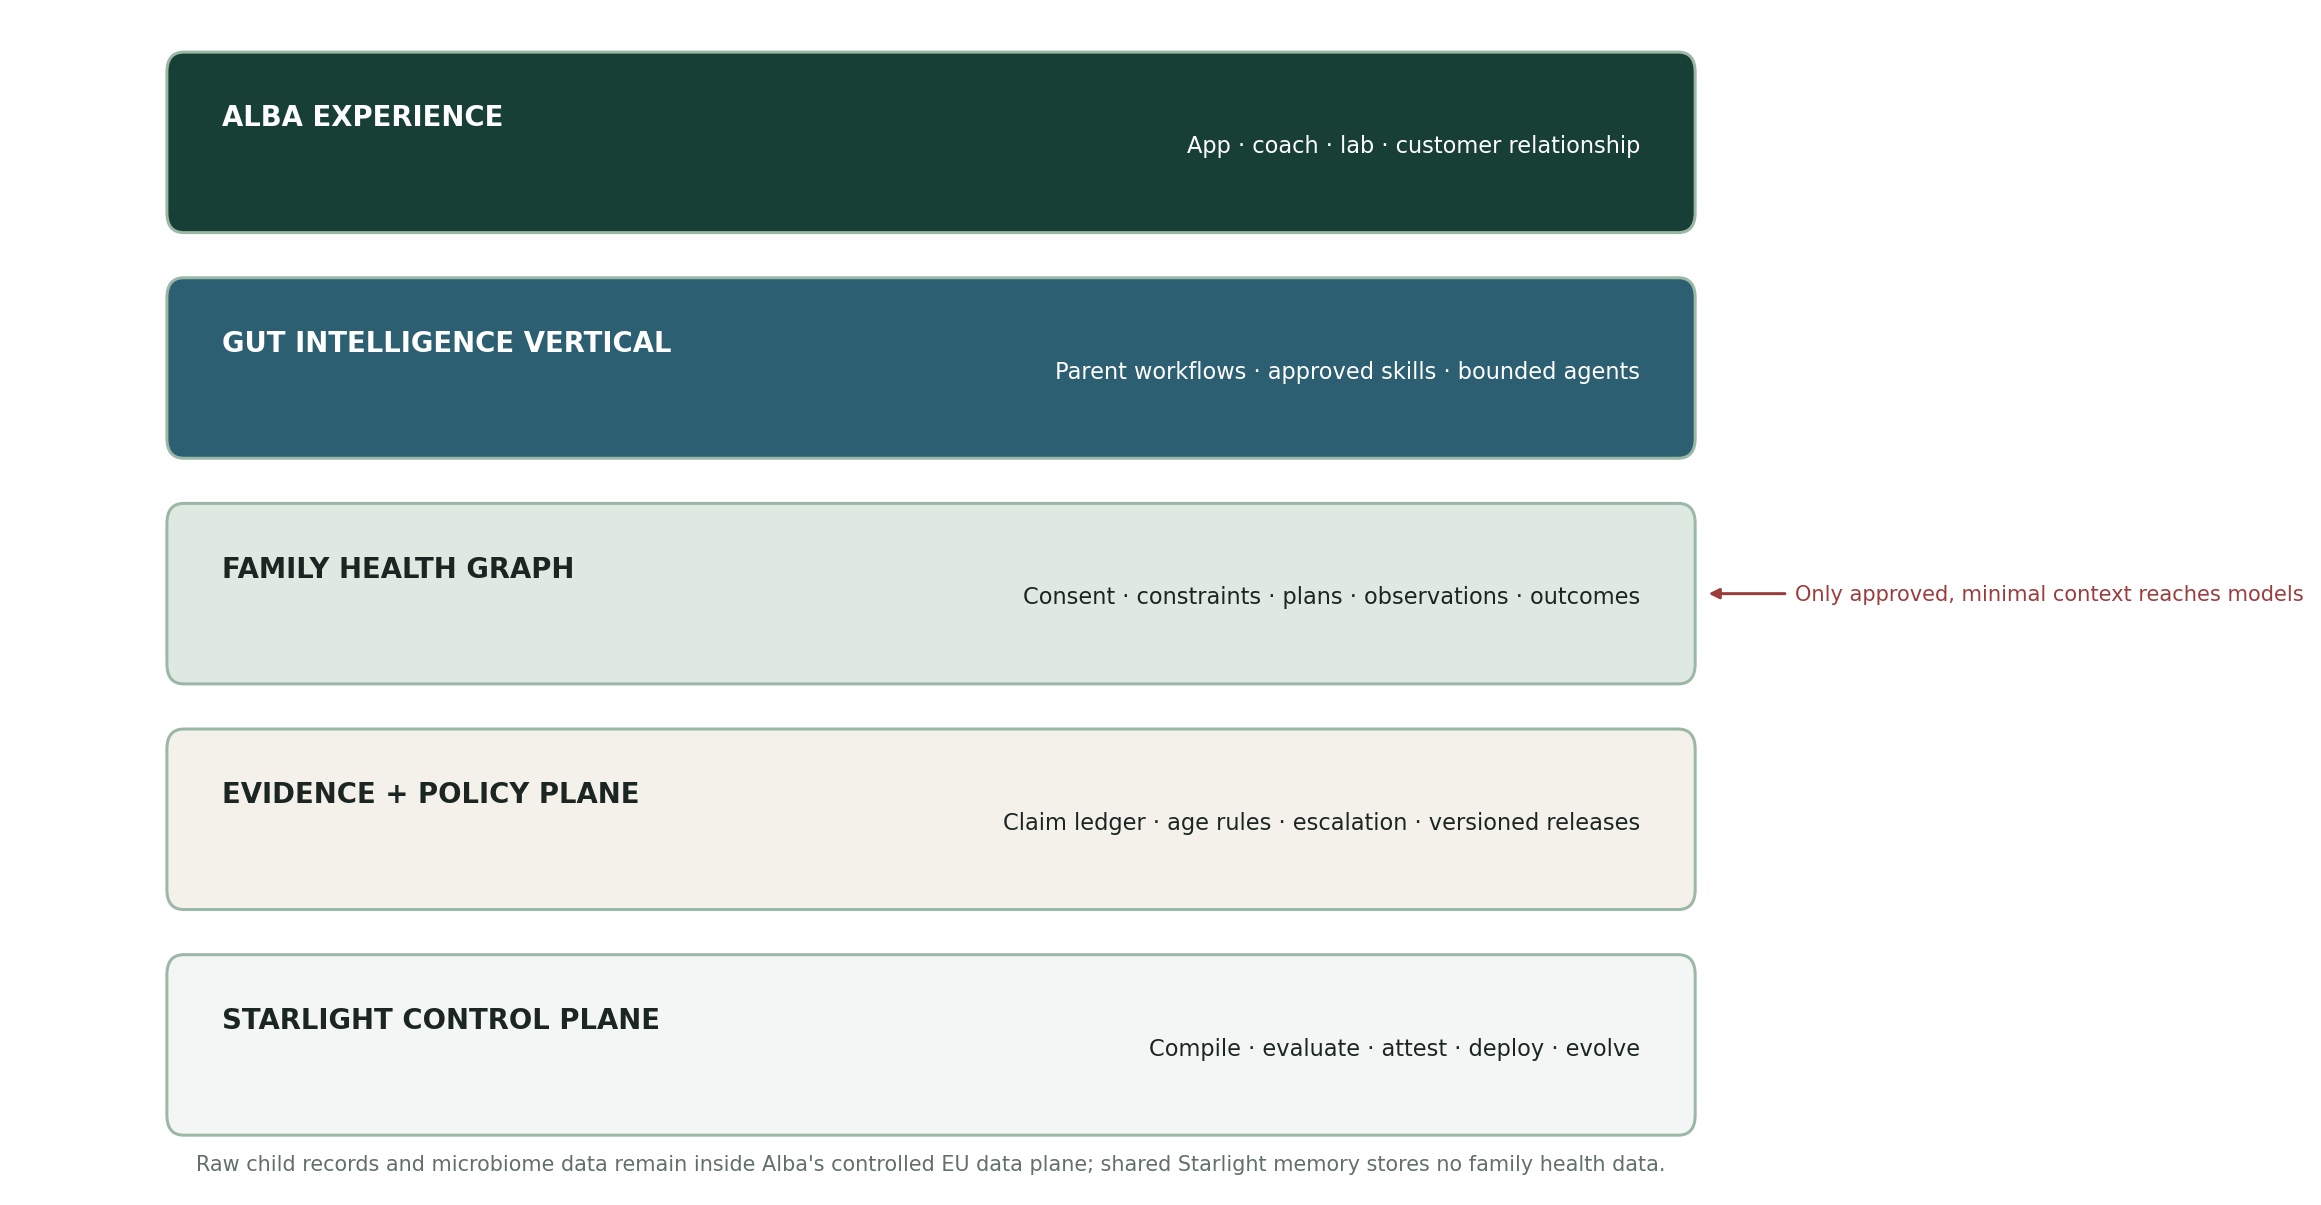 ALBA EXPERIENCE
App · coach · lab · customer relationship
GUT INTELLIGENCE VERTICAL
Parent workflows · approved skills · bounded agents
FAMILY HEALTH GRAPH
Consent · constraints · plans · observations · outcomes
Only approved, minimal context reaches models
EVIDENCE + POLICY PLANE
Claim ledger · age rules · escalation · versioned releases
STARLIGHT CONTROL PLANE
Compile · evaluate · attest · deploy · evolve
Raw child records and microbiome data remain inside Alba's controlled EU data plane; shared Starlight memory stores no family health data.